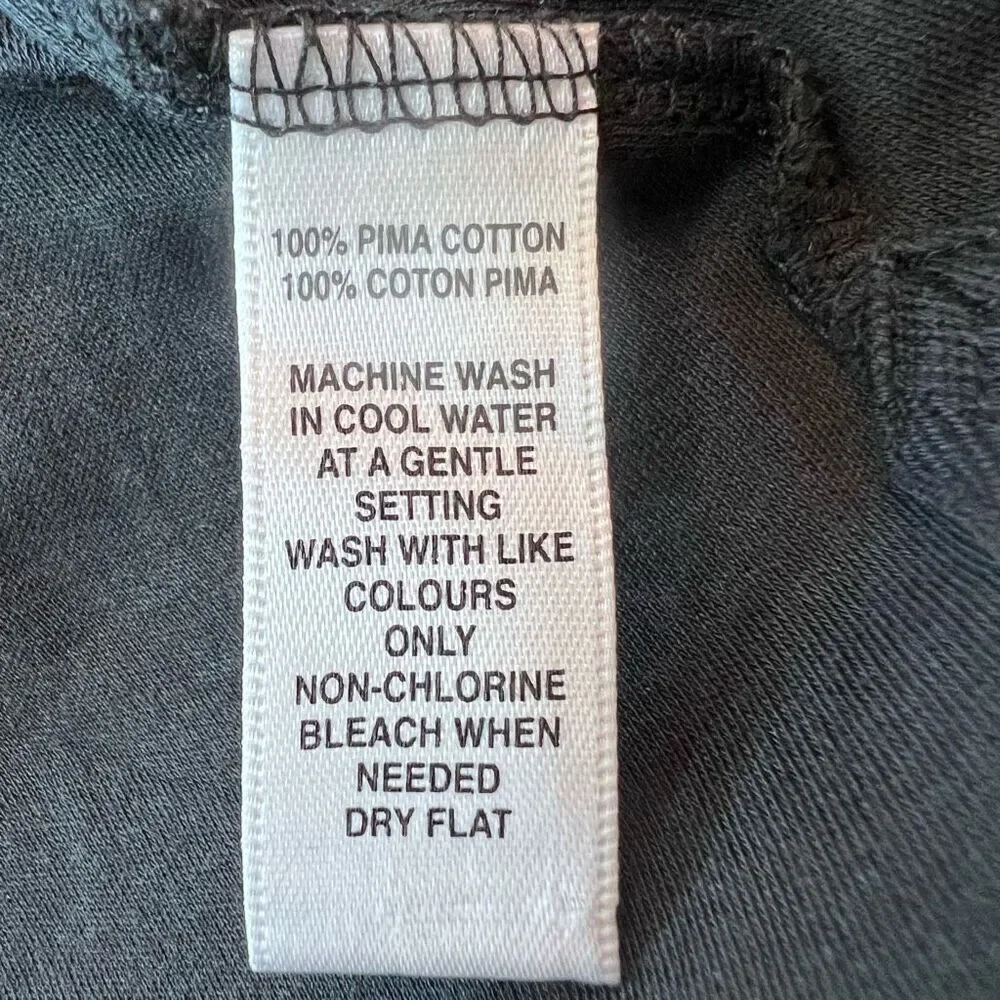 100% PIMA COTTON
100% COTON PIMA
MACHINE WASH
IN COOL WATER
AT A GENTLE
SETTING
WASH WITH LIKE
COLOURS
ONLY
NON-CHLORINE
BLEACH WHEN
NEEDED
DRY FLAT